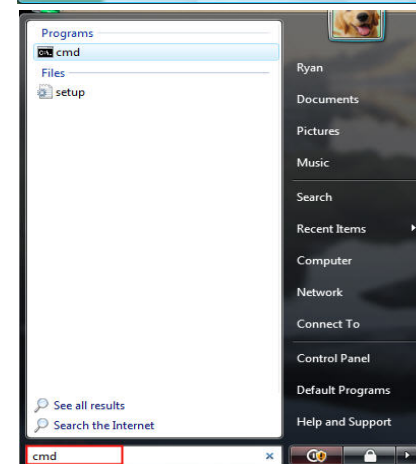 Programs
cmd
Files
setup
See all results
Search the Internet
cmd
Ryan
Documents
Pictures
Music
Search
Recent Items
Computer
Network
Connect To
Control Panel
Default Programs
Help and Support